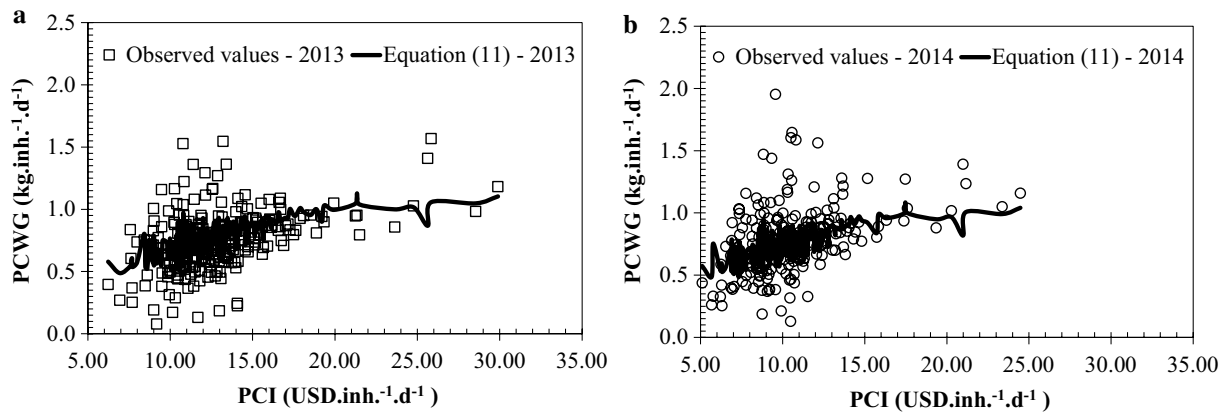 a
2.5
2.0
1.5
1.0
0.5
0.0
PCWG (kg.inh.⁻¹.d⁻¹)
Observed values - 2013 Equation (11) - 2013
5.00 10.00 15.00 20.00 25.00 30.00 35.00
PCI (USD.inh.⁻¹.d⁻¹)
b
2.5
2.0
1.5
1.0
0.5
0.0
PCWG (kg.inh.⁻¹.d⁻¹)
Observed values - 2014 Equation (11) - 2014
5.00 10.00 15.00 20.00 25.00 30.00 35.00
PCI (USD.inh.⁻¹.d⁻¹)